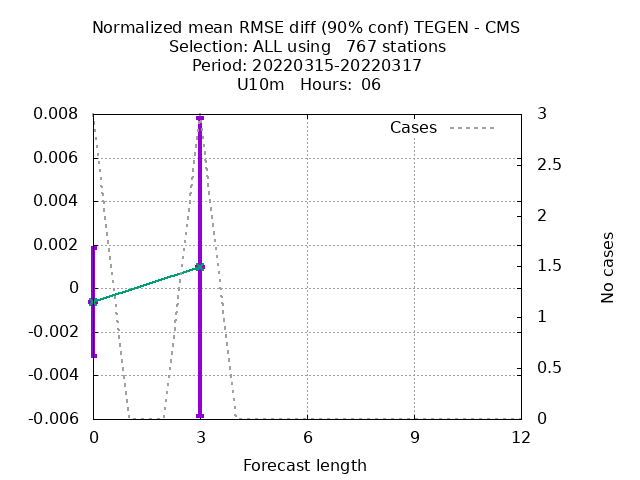 Normalized mean RMSE diff (90% conf) TEGEN - CMS
Selection: ALL using   767 stations
Period: 20220315-20220317
U10m   Hours:  06
Cases
0.008
0.006
0.004
0.002
0
-0.002
-0.004
-0.006
3
2.5
2
1.5
1
0.5
0
No cases
0 3 6 9 12
Forecast length